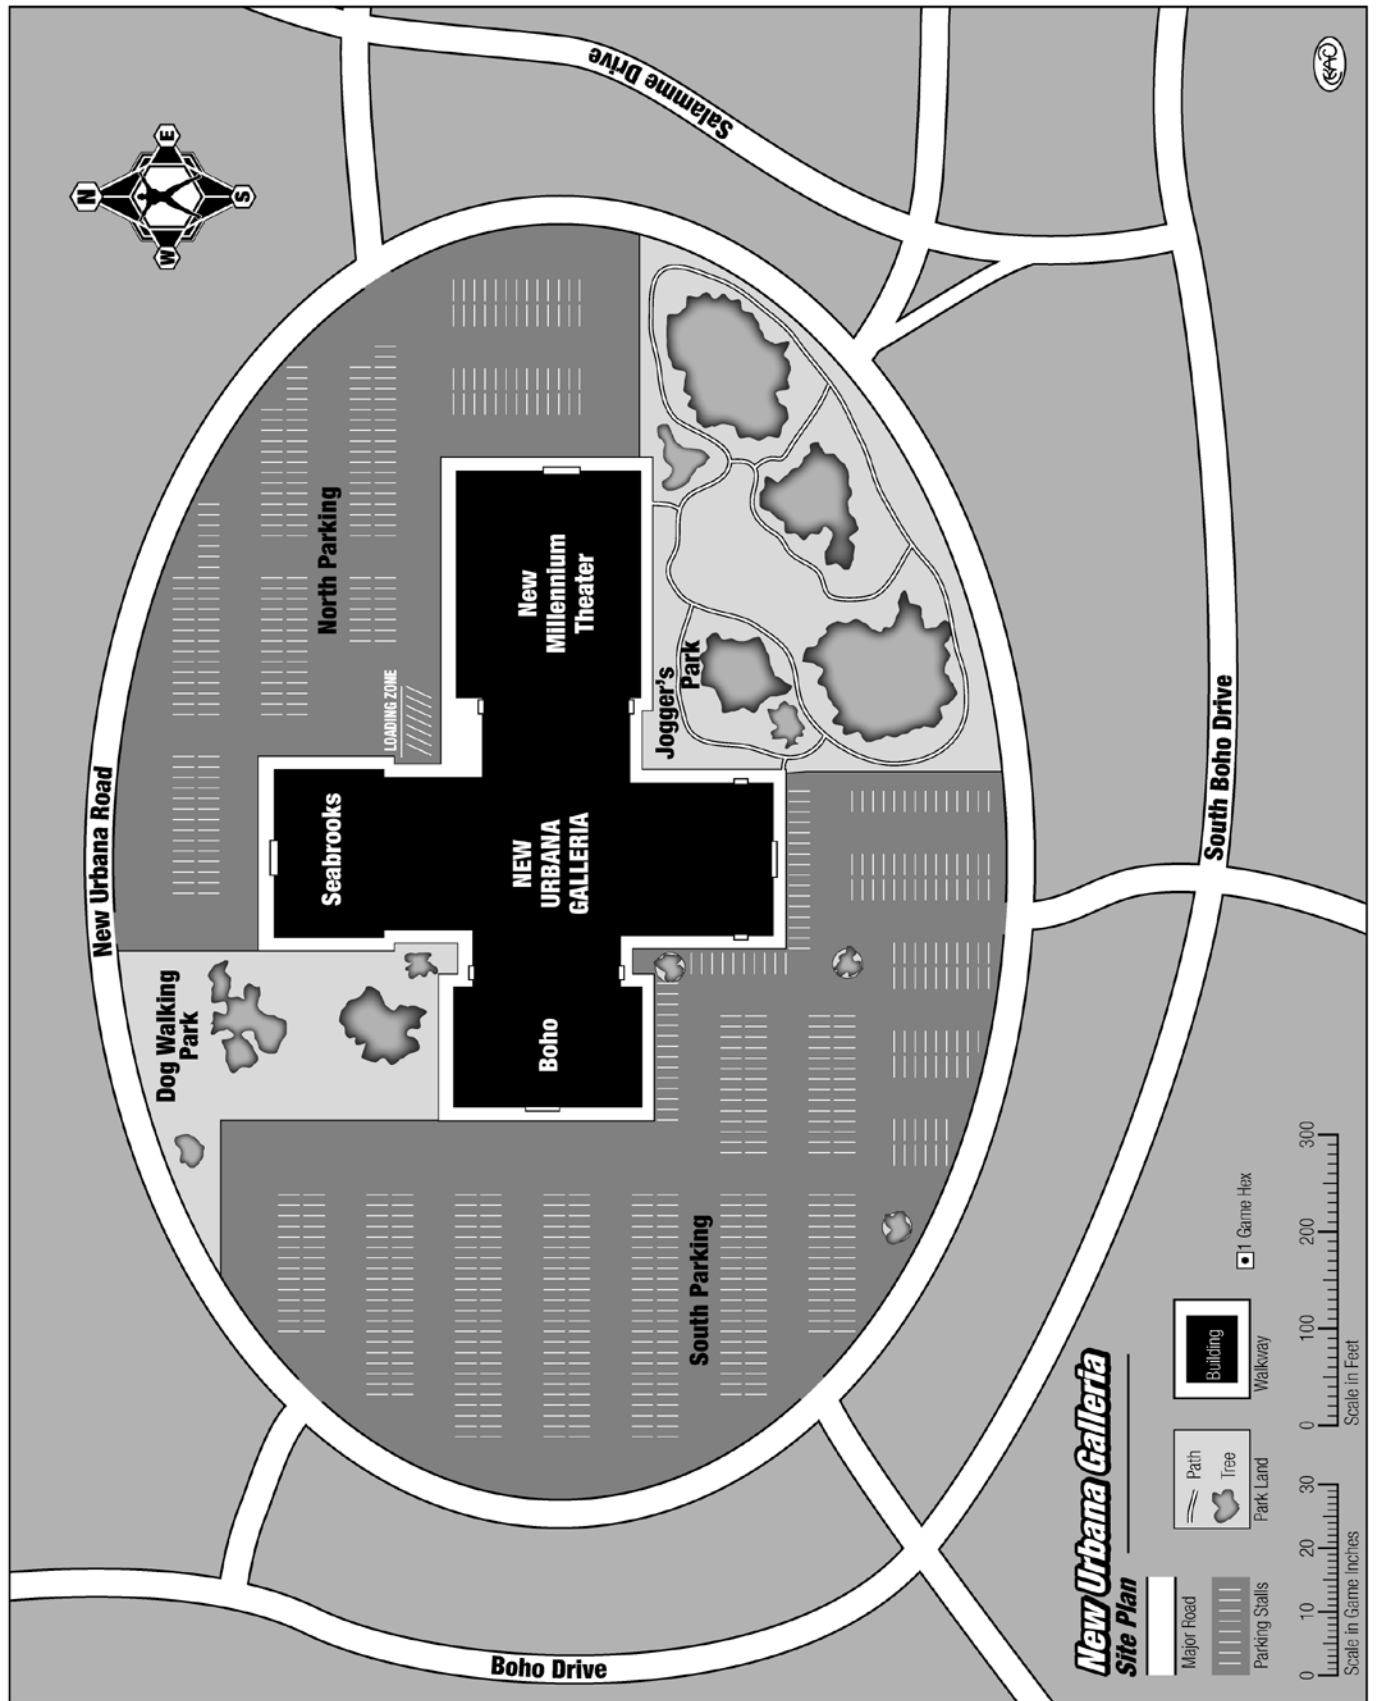 New Urbana Galleria
Site Plan
Major Road
Parking Stalls
Path
Tree
Park Land
Building
Walkway
1 Game Hex
0 10 20 30
Scale in Game Inches
0 100 200 300
Scale in Feet
N
E
S
W
New Urbana Road
Dog Walking
Park
Seabrooks
LOADING ZONE
North Parking
Salamme Drive
Boho
NEW
URBANA
GALLERIA
New
Millennium
Theater
Jogger's
Park
South Parking
Boho Drive
South Boho Drive